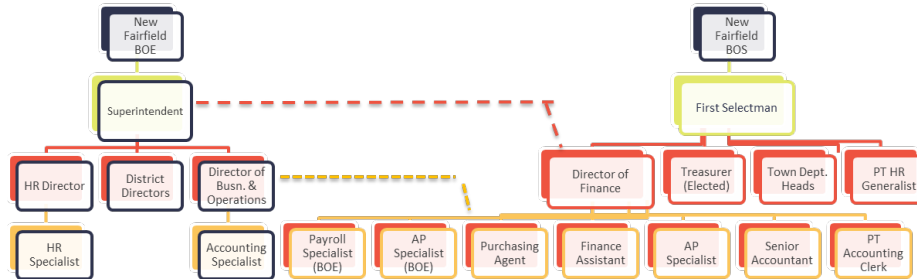 New
Fairfield
BOE
New
Fairfield
BOS
Superintendent
First Selectman
HR Director
District
Directors
Director of
Busn. &
Operations
Director of
Finance
Treasurer
(Elected)
Town Dept.
Heads
PT HR
Generalist
HR
Specialist
Accounting
Specialist
Payroll
Specialist
(BOE)
AP
Specialist
(BOE)
Purchasing
Agent
Finance
Assistant
AP
Specialist
Senior
Accountant
PT
Accounting
Clerk